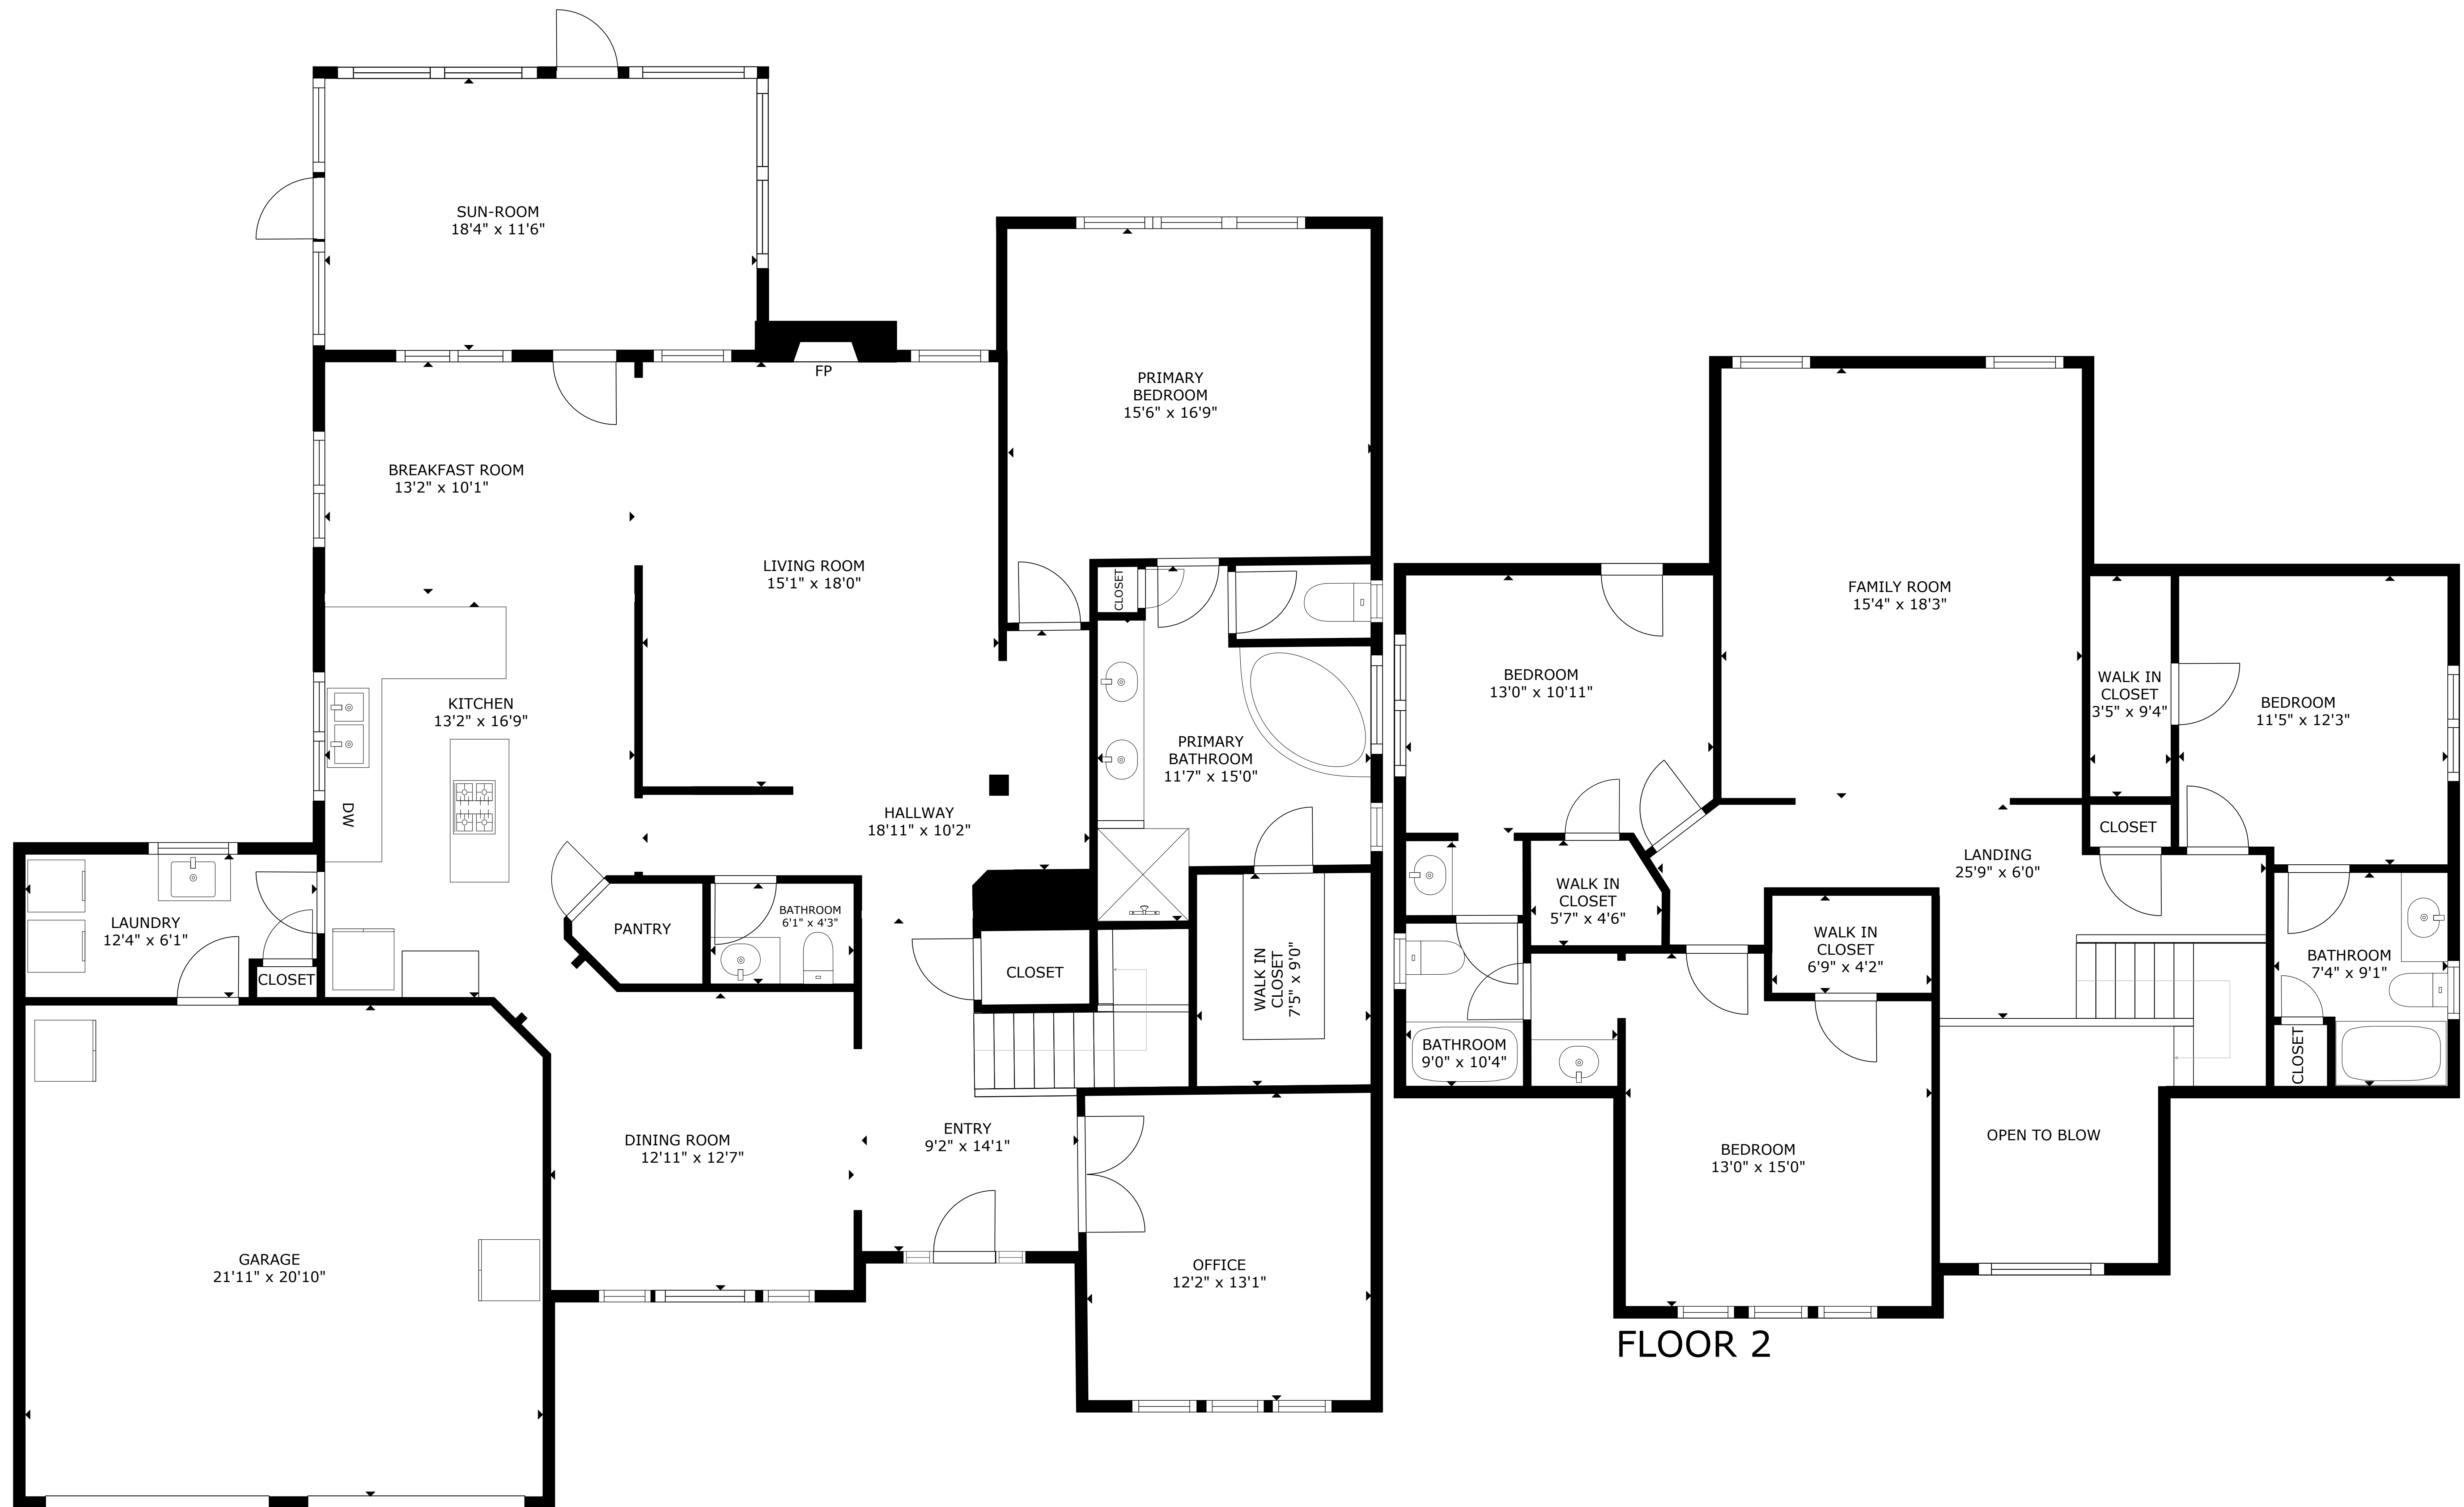 SUN-ROOM
18'4" x 11'6"
FP
PRIMARY
BEDROOM
15'6" x 16'9"
BREAKFAST ROOM
13'2" x 10'1"
LIVING ROOM
15'1" x 18'0"
CLOSET
KITCHEN
13'2" x 16'9"
DW
PRIMARY
BATHROOM
11'7" x 15'0"
HALLWAY
18'11" x 10'2"
LAUNDRY
12'4" x 6'1"
CLOSET
PANTRY
BATHROOM
6'1" x 4'3"
CLOSET
WALK IN
CLOSET
7'5" x 9'0"
DINING ROOM
12'11" x 12'7"
ENTRY
9'2" x 14'1"
GARAGE
21'11" x 20'10"
OFFICE
12'2" x 13'1"
FAMILY ROOM
15'4" x 18'3"
BEDROOM
13'0" x 10'11"
WALK IN
CLOSET
3'5" x 9'4"
BEDROOM
11'5" x 12'3"
CLOSET
LANDING
25'9" x 6'0"
WALK IN
CLOSET
5'7" x 4'6"
WALK IN
CLOSET
6'9" x 4'2"
BATHROOM
7'4" x 9'1"
BATHROOM
9'0" x 10'4"
CLOSET
BEDROOM
13'0" x 15'0"
OPEN TO BLOW
FLOOR 2